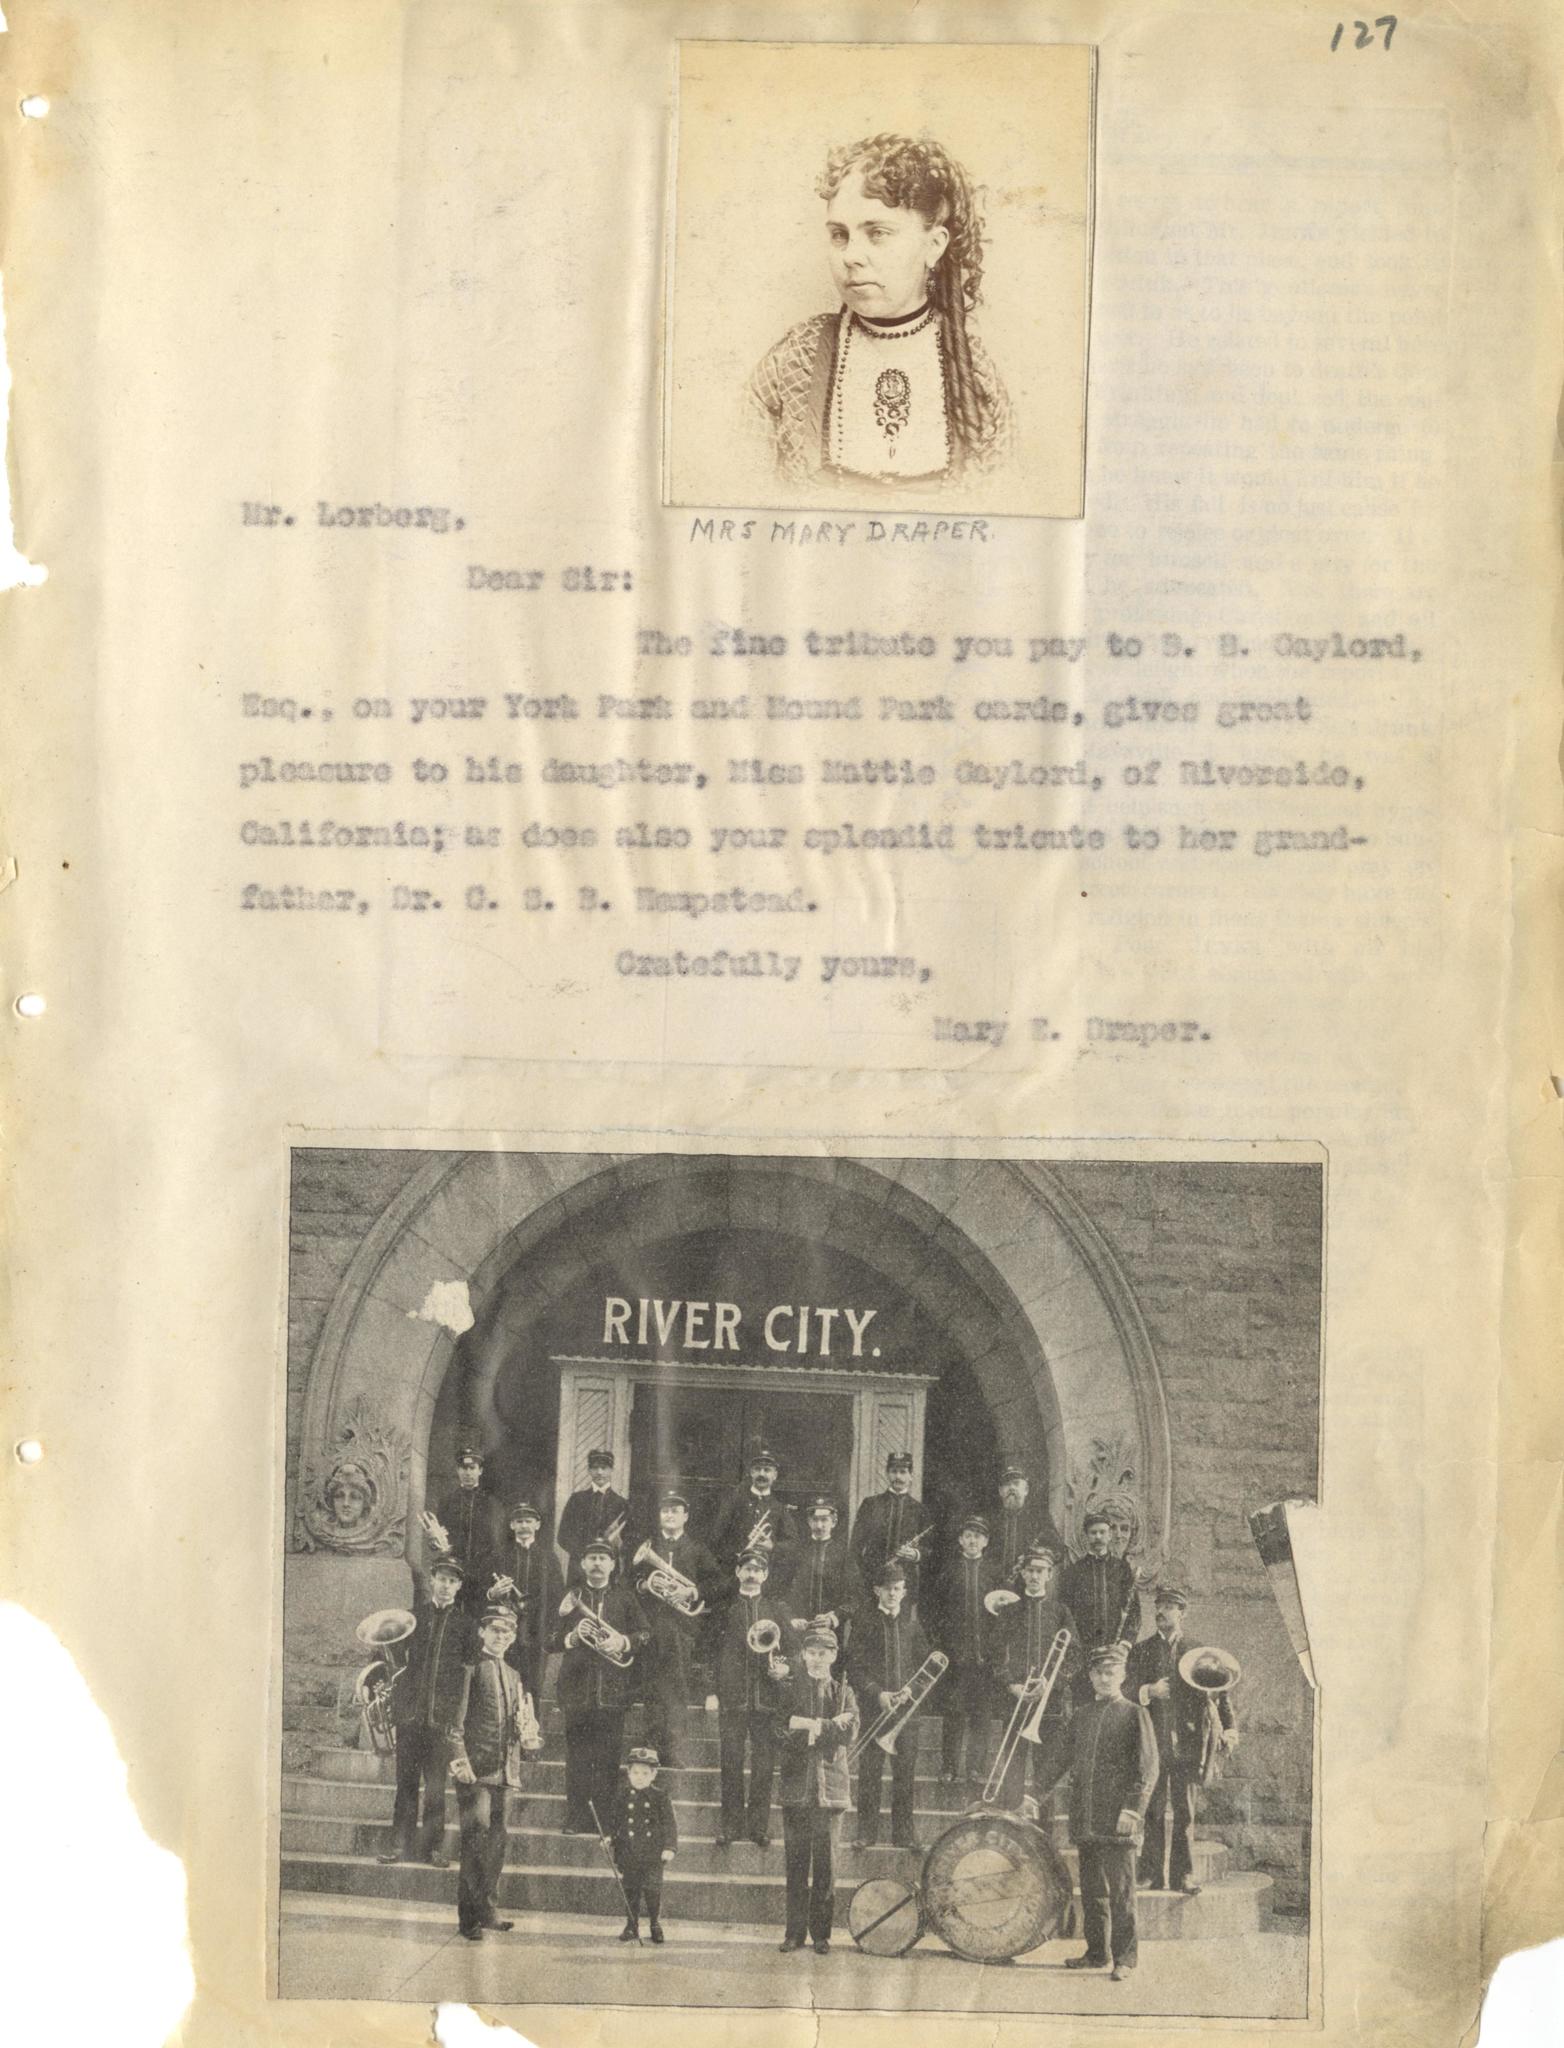 127
MRS MARY DRAPER.
Mr. Lorberg,
Dear Sir:
The fine tribute you pay to B. B. Gaylord,
Esq., on your York Park and Mound Park cards, gives great
pleasure to his daughter, Miss Mattie Gaylord, of Riverside,
California; as does also your splendid tricute to her grand-
father, Dr. G. S. B. Hempstead.
Gratefully yours,
Mary E. Draper.
RIVER CITY.
CITY